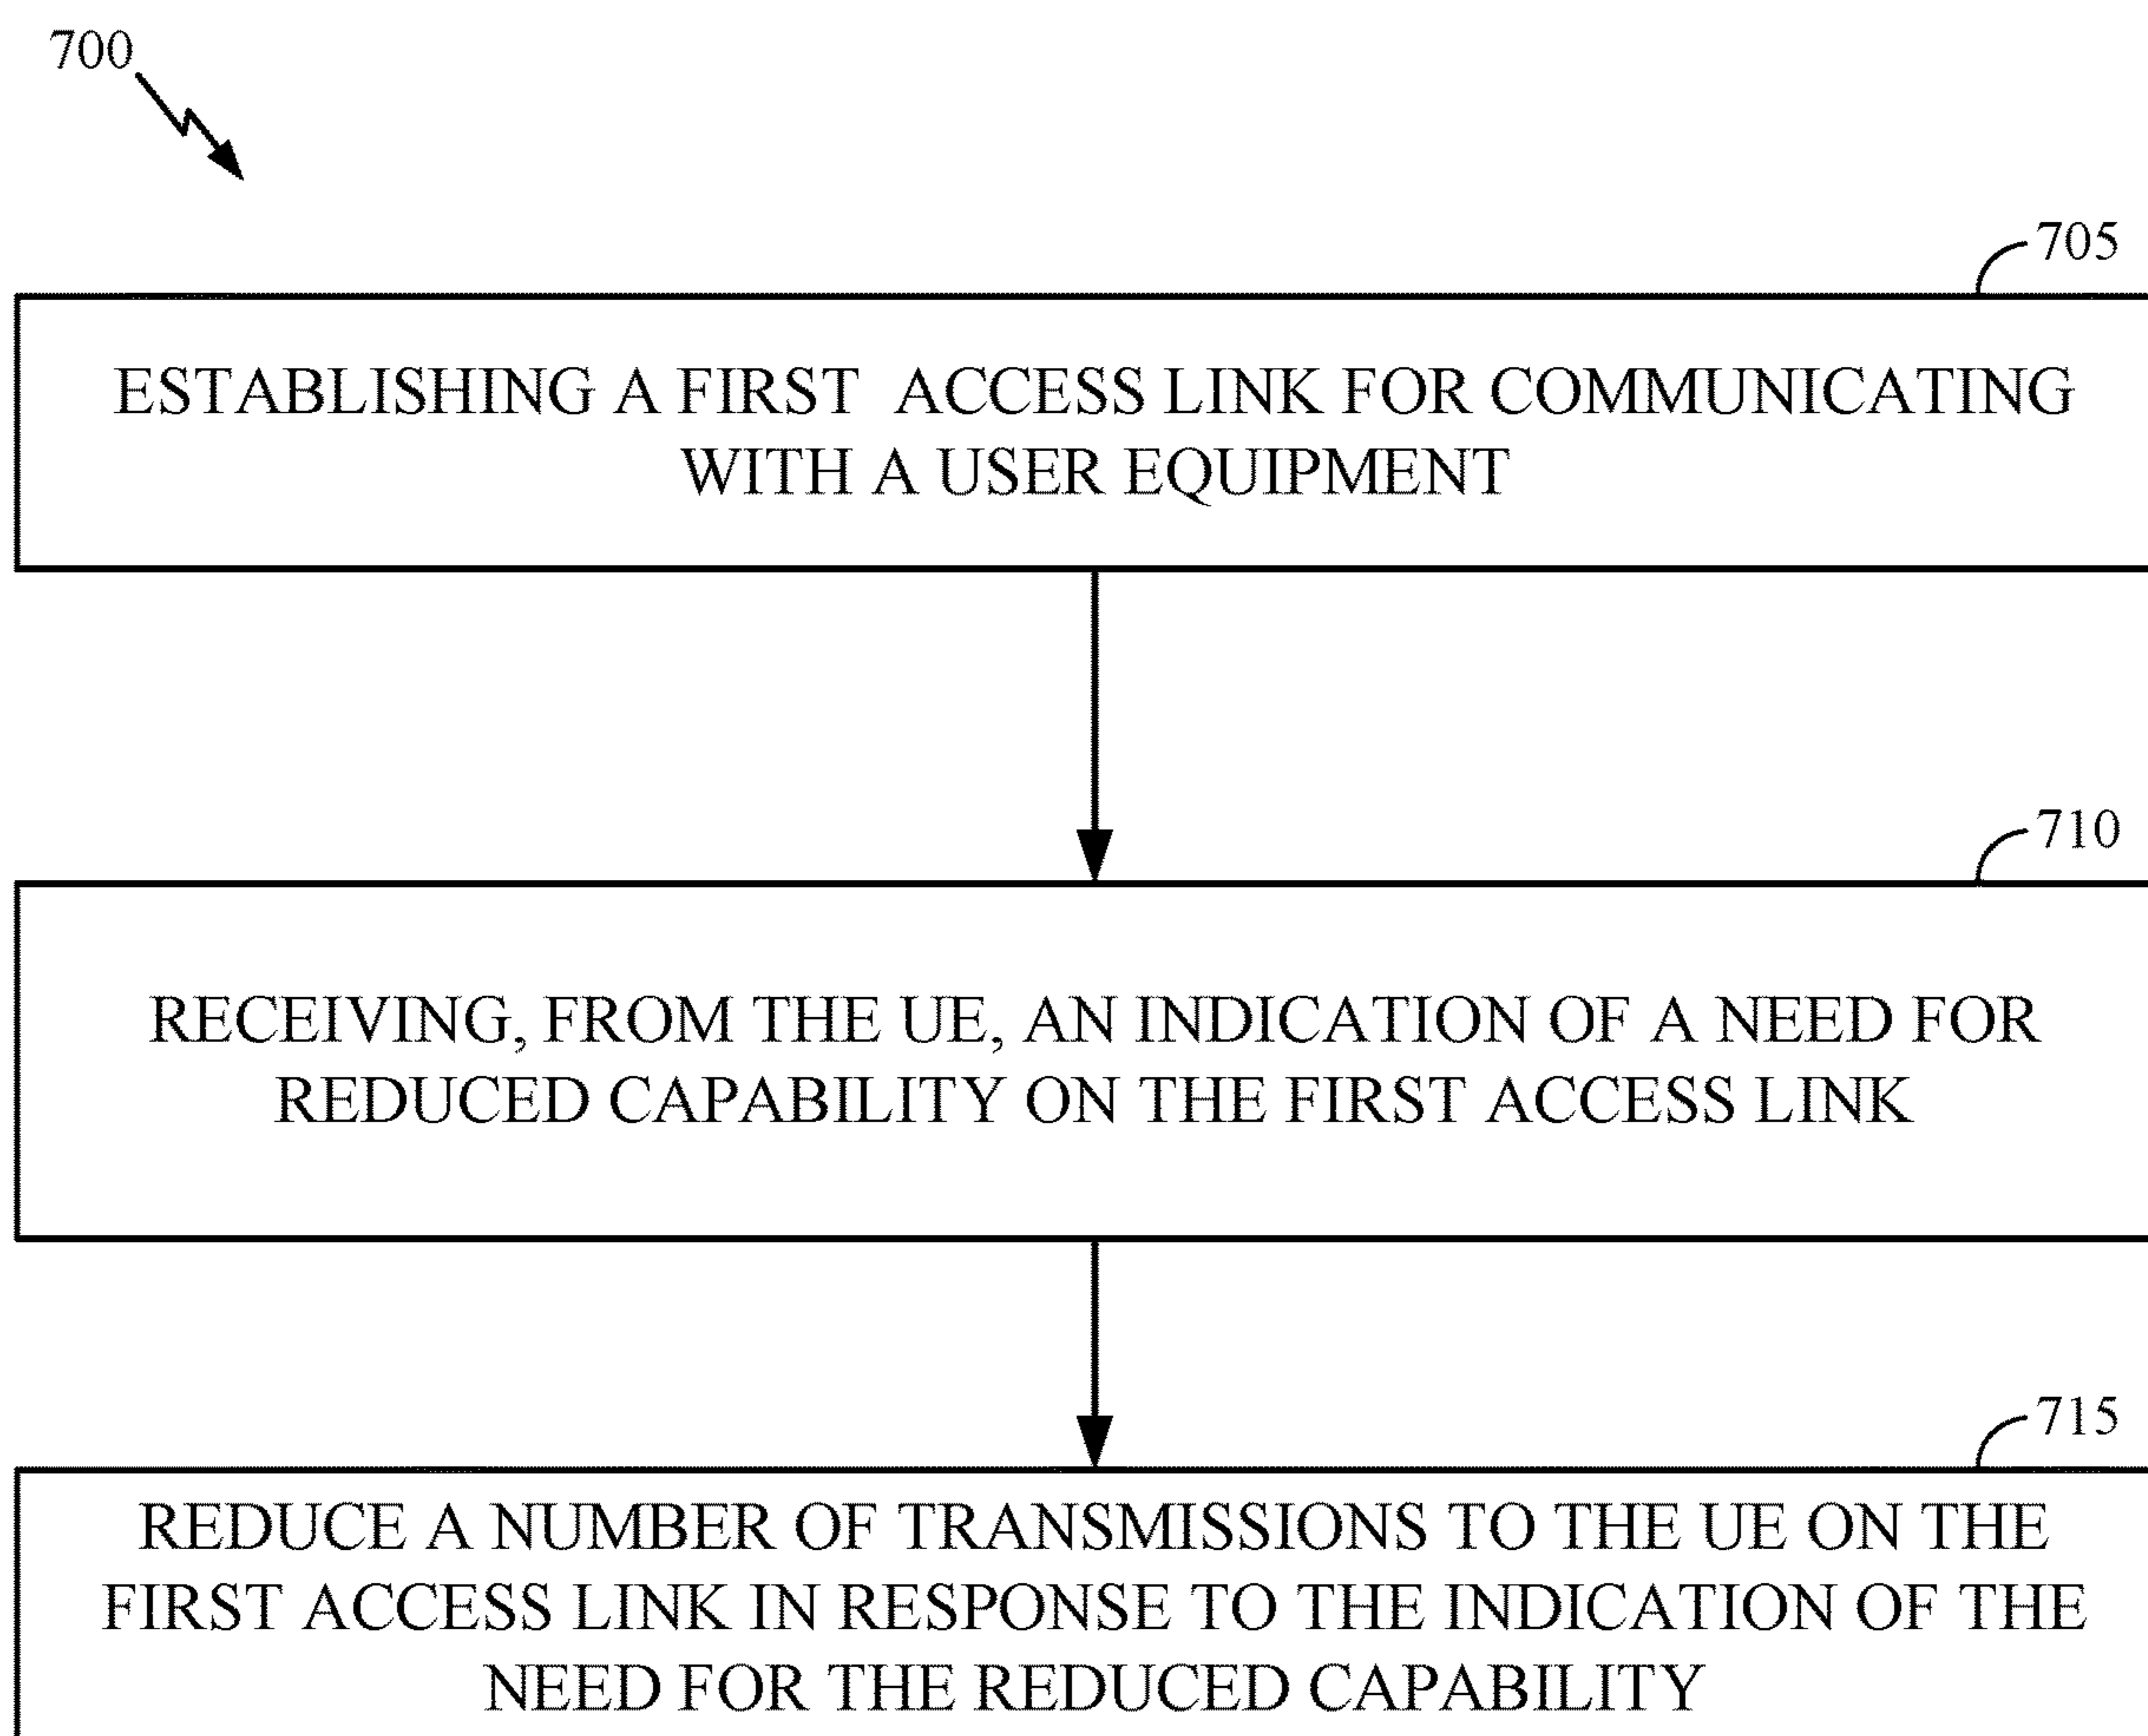 700
705
ESTABLISHING A FIRST ACCESS LINK FOR COMMUNICATING
WITH A USER EQUIPMENT
710
RECEIVING, FROM THE UE, AN INDICATION OF A NEED FOR
REDUCED CAPABILITY ON THE FIRST ACCESS LINK
715
REDUCE A NUMBER OF TRANSMISSIONS TO THE UE ON THE
FIRST ACCESS LINK IN RESPONSE TO THE INDICATION OF THE
NEED FOR THE REDUCED CAPABILITY